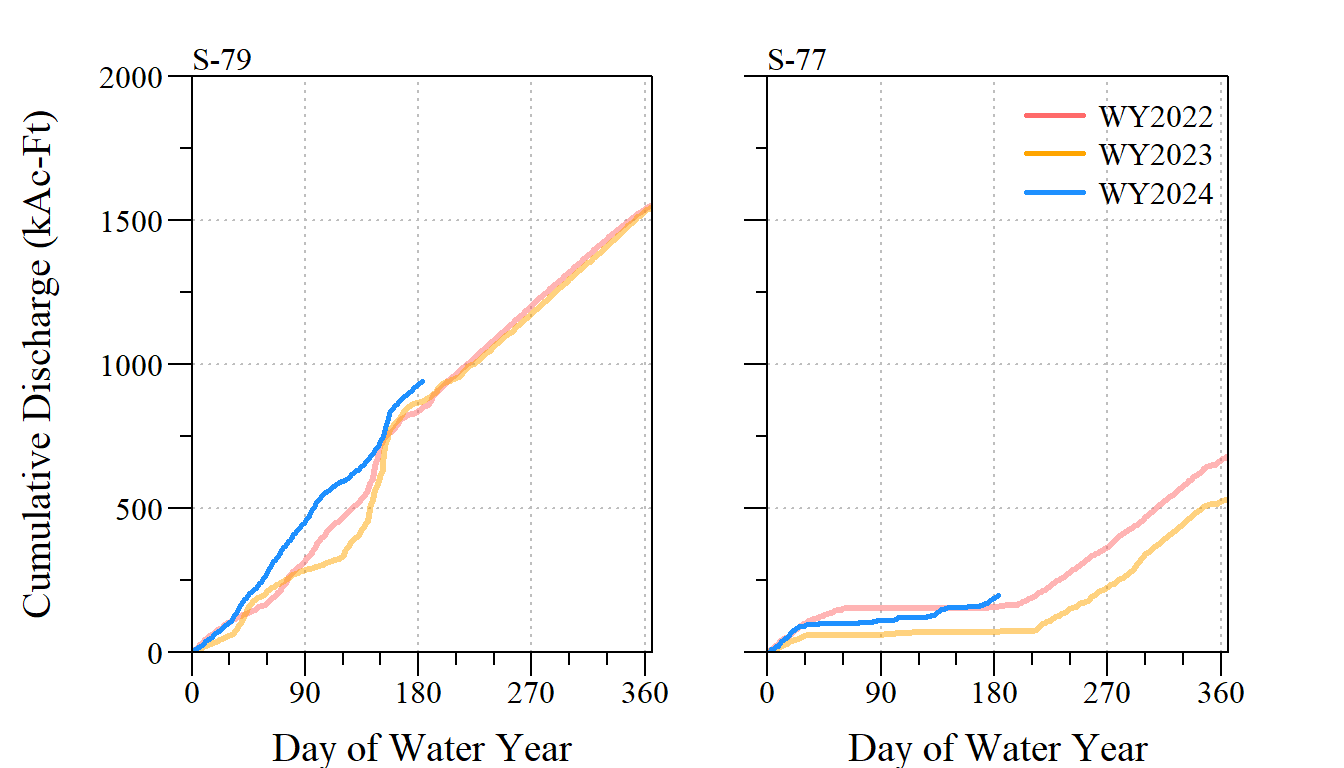 S-79
S-77
Cumulative Discharge (kAc-Ft)
2000
1500
1000
500
0
0 90 180 270 360
Day of Water Year
WY2022
WY2023
WY2024
0 90 180 270 360
Day of Water Year